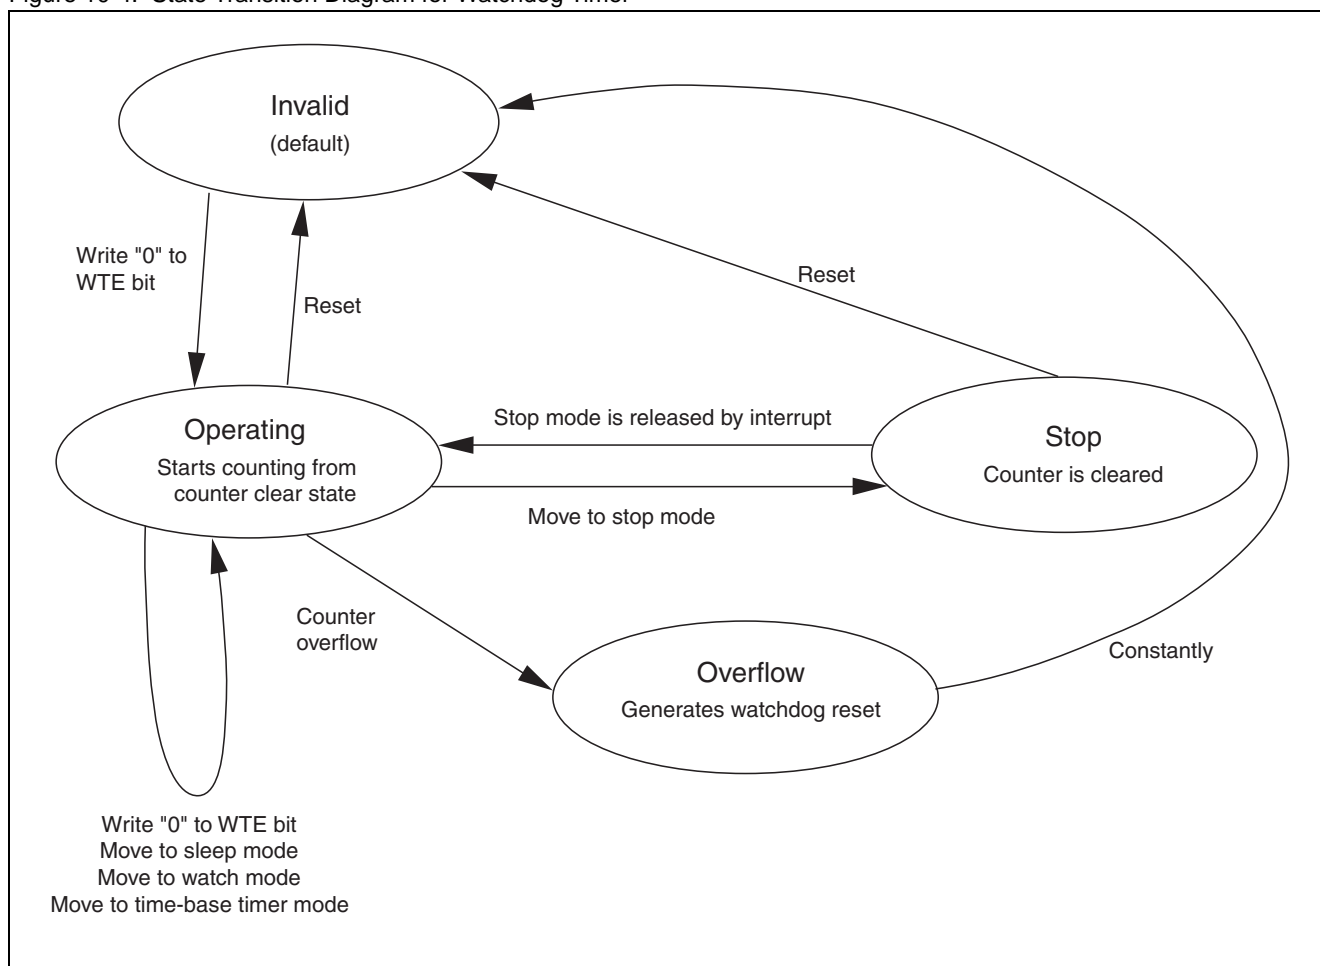 Invalid
(default)
Write "0" to
WTE bit
Reset
Reset
Operating
Starts counting from
counter clear state
Stop mode is released by interrupt
Move to stop mode
Stop
Counter is cleared
Counter
overflow
Overflow
Generates watchdog reset
Constantly
Write "0" to WTE bit
Move to sleep mode
Move to watch mode
Move to time-base timer mode